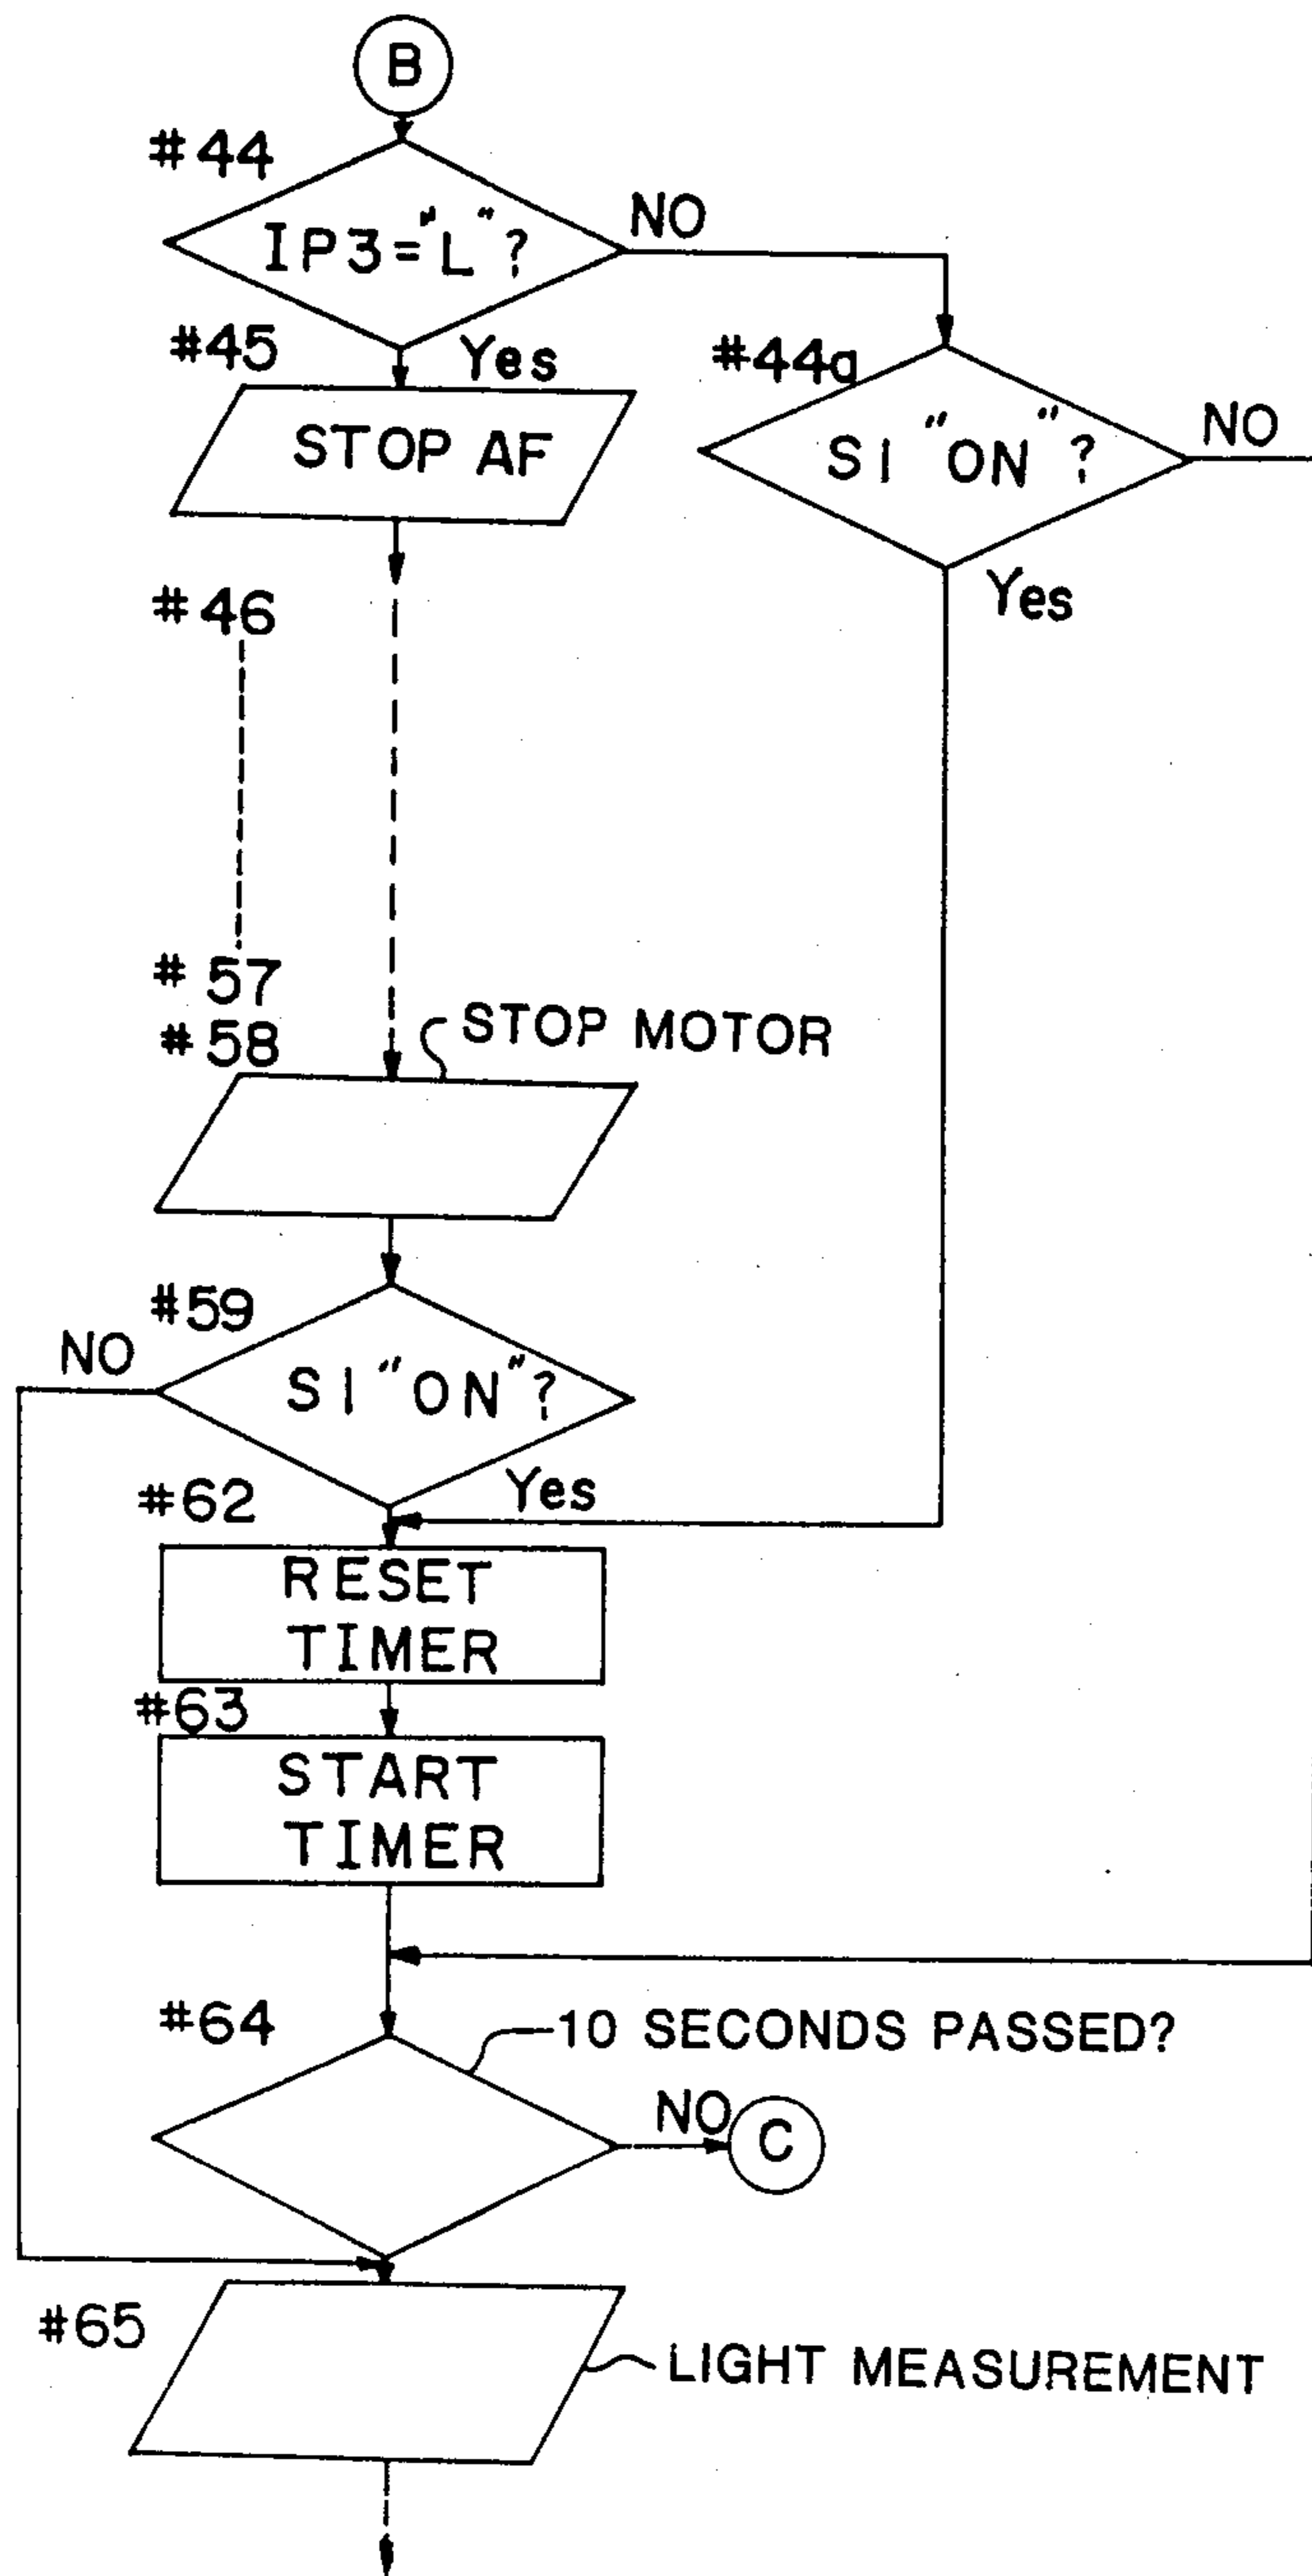 B
#44
IP3="L"?
NO
#45
Yes
#44a
STOP AF
S1 "ON"?
NO
Yes
#46
#57
#58
STOP MOTOR
#59
NO
S1 "ON"?
Yes
#62
RESET
TIMER
#63
START
TIMER
#64
10 SECONDS PASSED?
NO
C
#65
LIGHT MEASUREMENT